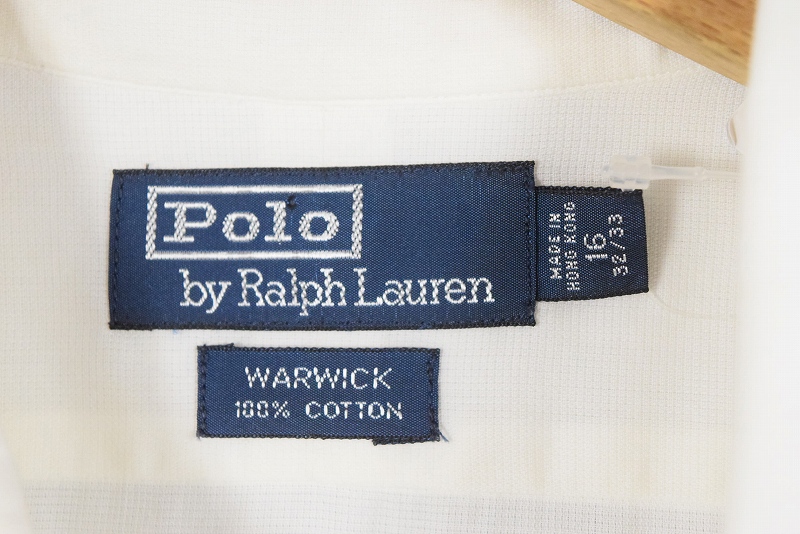 Polo
by Ralph Lauren
MADE IN
HONG KONG
16
32/33
WARWICK
100% COTTON